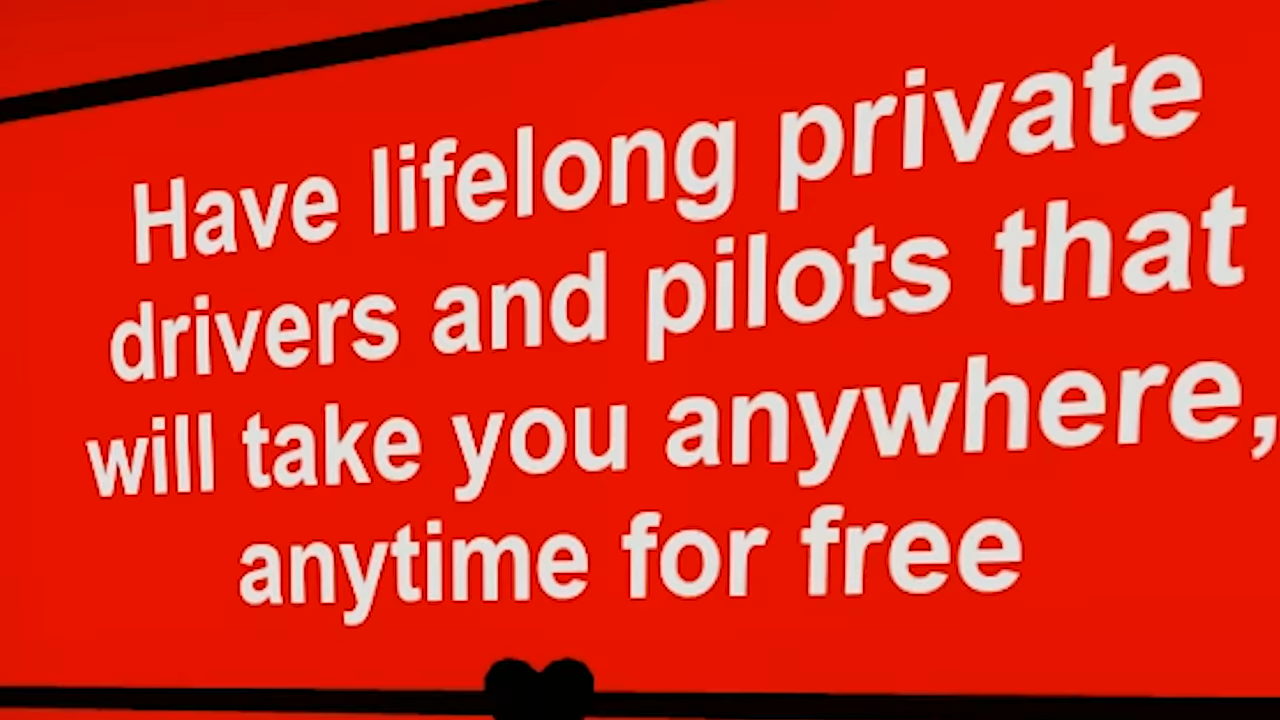 Have lifelong private
drivers and pilots that
will take you anywhere,
anytime for free